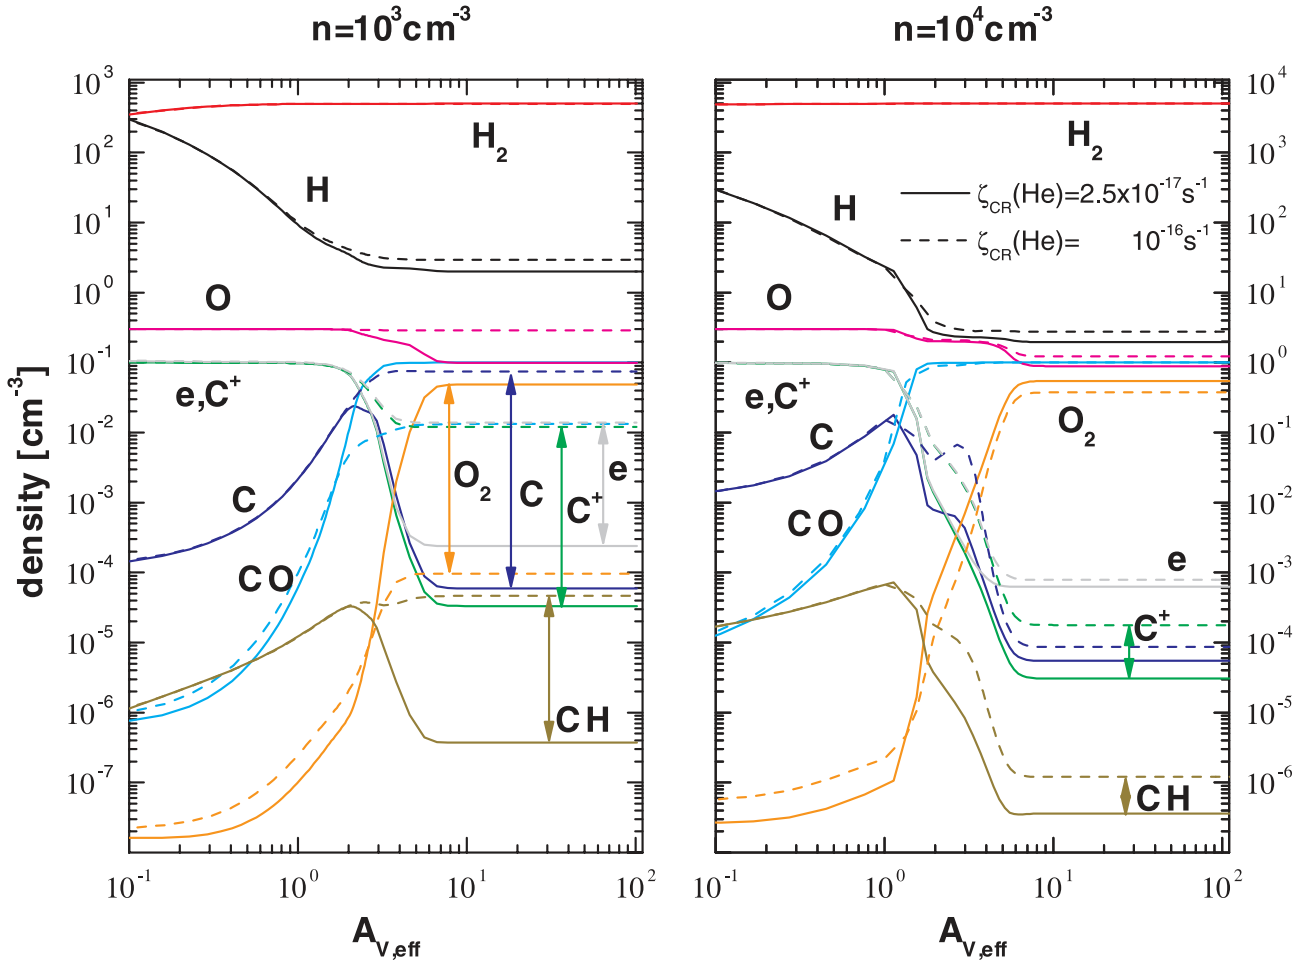 n=10³cm⁻³
n=10⁴cm⁻³
density [cm⁻³]
10³
10²
10¹
10⁰
10⁻¹
10⁻²
10⁻³
10⁻⁴
10⁻⁵
10⁻⁶
10⁻⁷
H₂
H
O
e,C⁺
C
CO
O₂
C
C⁺
e
CH
10⁻¹
10⁰
10¹
10²
A_V,eff
H₂
ζ_CR(He)=2.5x10⁻¹⁷s⁻¹
ζ_CR(He)= 10⁻¹⁶s⁻¹
H
O
e,C⁺
O₂
C
CO
e
C⁺
CH
10⁴
10³
10²
10¹
10⁰
10⁻¹
10⁻²
10⁻³
10⁻⁴
10⁻⁵
10⁻⁶
10⁻¹
10⁰
10¹
10²
A_V,eff